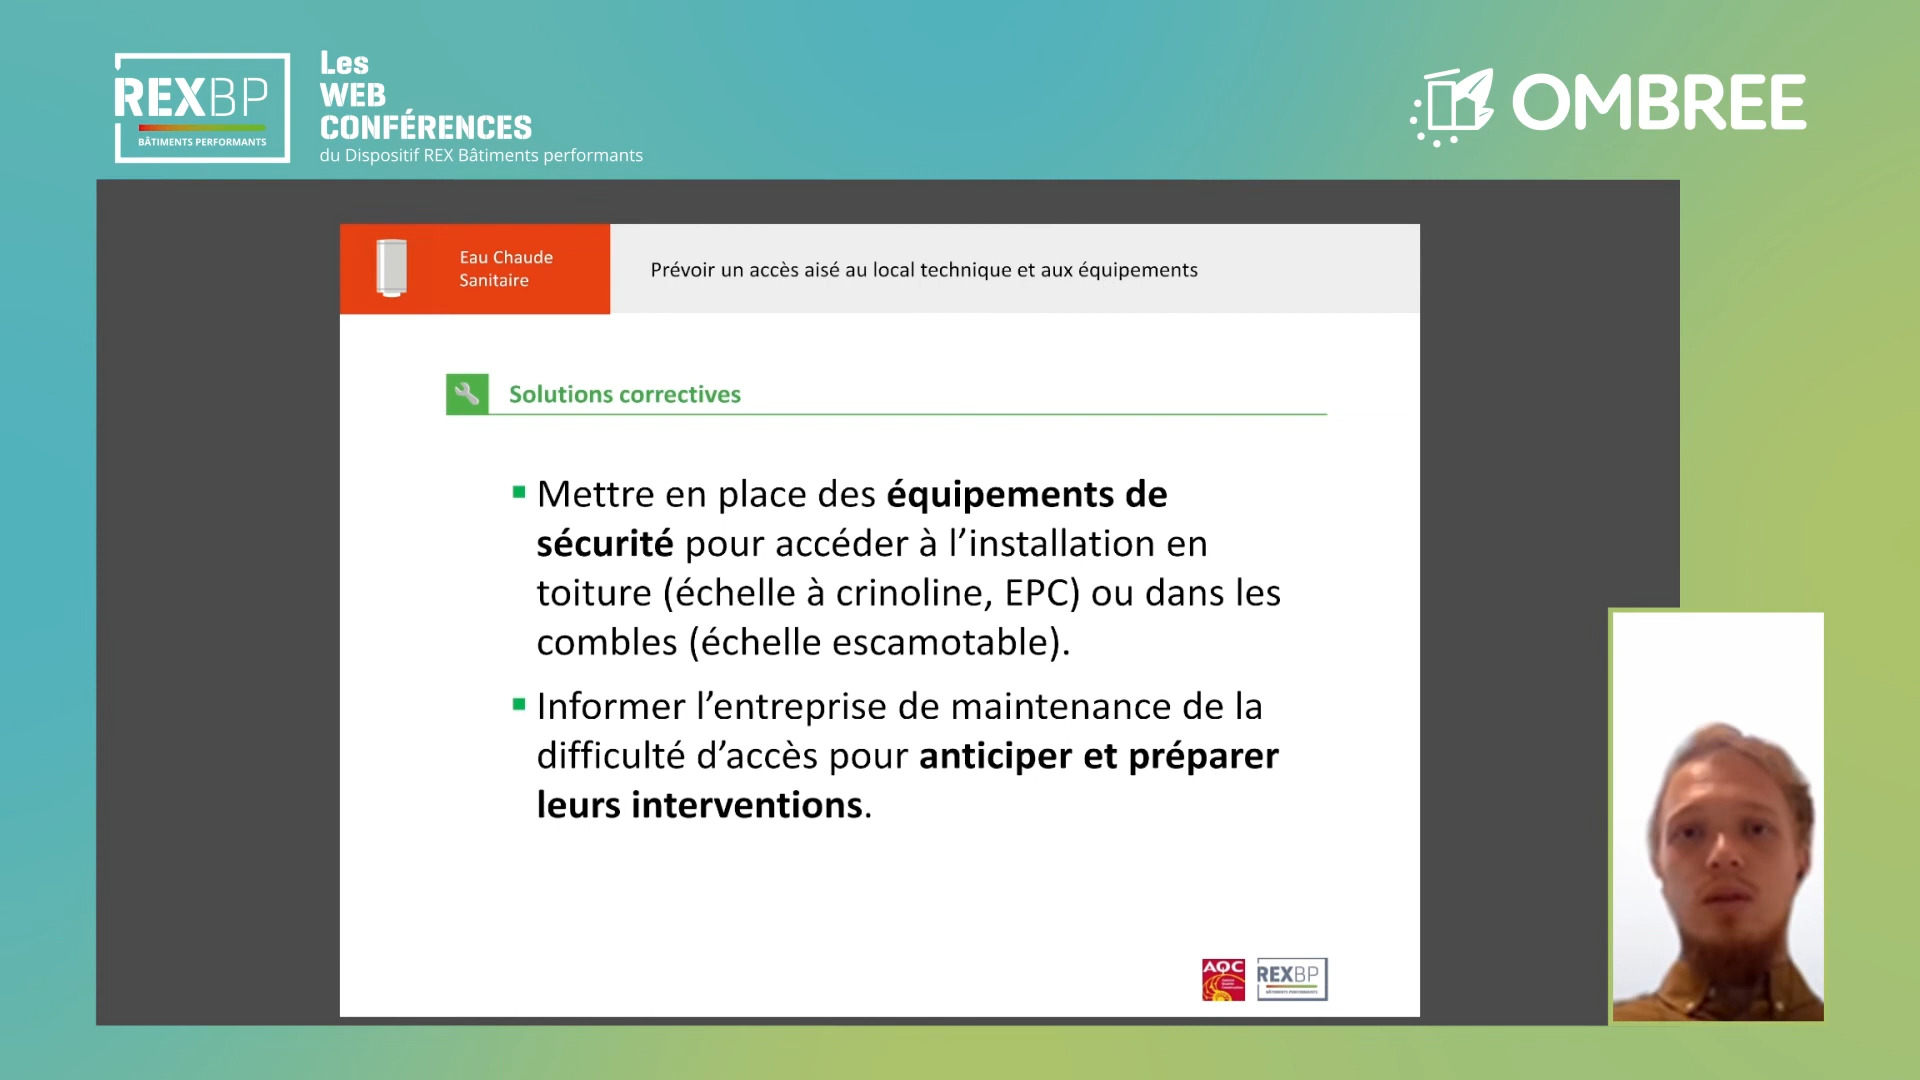 REXBP
BÂTIMENTS PERFORMANTS
Les
WEB
CONFÉRENCES
du Dispositif REX Bâtiments performants
OMBREE
Eau Chaude
Sanitaire
Prévoir un accès aisé au local technique et aux équipements
Solutions correctives
Mettre en place des équipements de
sécurité pour accéder à l’installation en
toiture (échelle à crinoline, EPC) ou dans les
combles (échelle escamotable).
Informer l’entreprise de maintenance de la
difficulté d’accès pour anticiper et préparer
leurs interventions.
AQC
REXBP
BÂTIMENTS PERFORMANTS